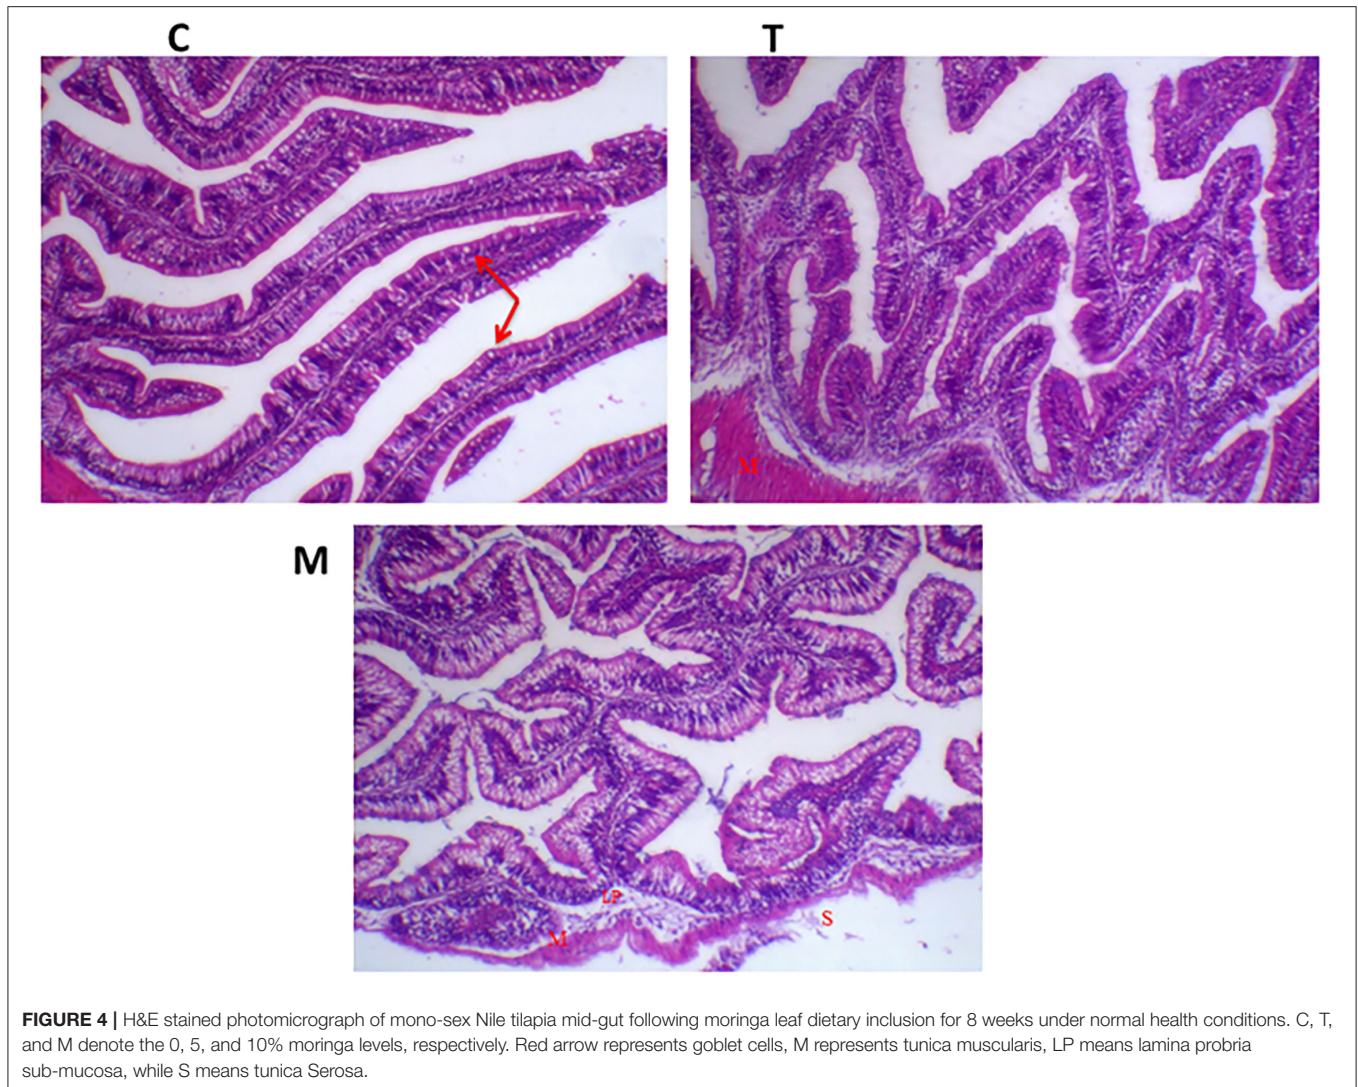 C
T
M
M
LP
M
S
FIGURE 4 | H&E stained photomicrograph of mono-sex Nile tilapia mid-gut following moringa leaf dietary inclusion for 8 weeks under normal health conditions. C, T,
and M denote the 0, 5, and 10% moringa levels, respectively. Red arrow represents goblet cells, M represents tunica muscularis, LP means lamina probria
sub-mucosa, while S means tunica Serosa.